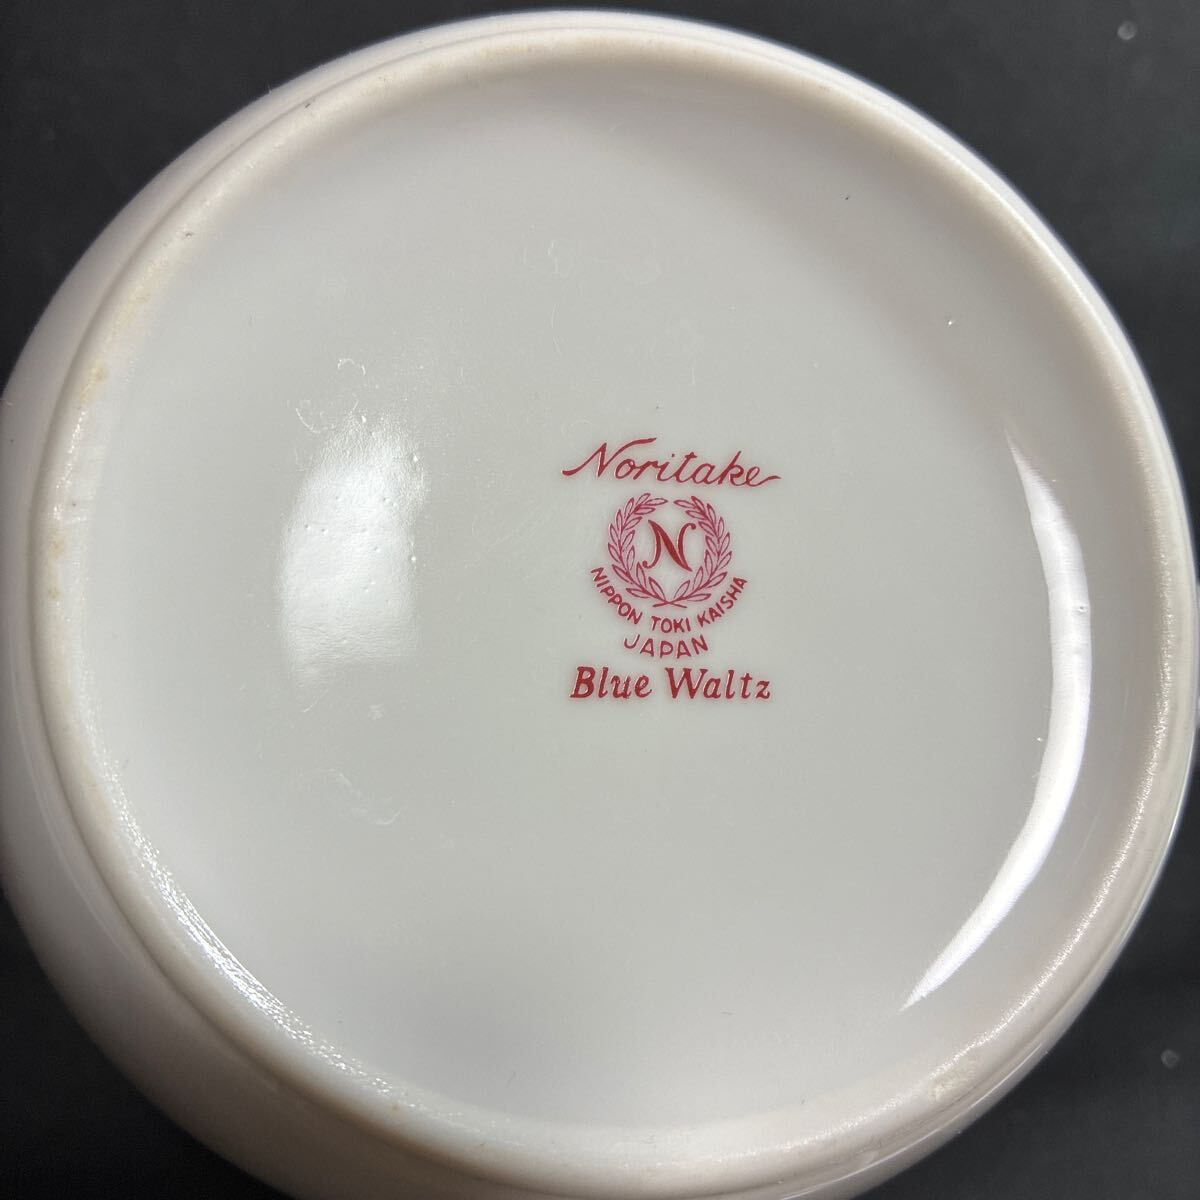 Noritake
N
NIPPON TOKI KAISHA
JAPAN
Blue Waltz